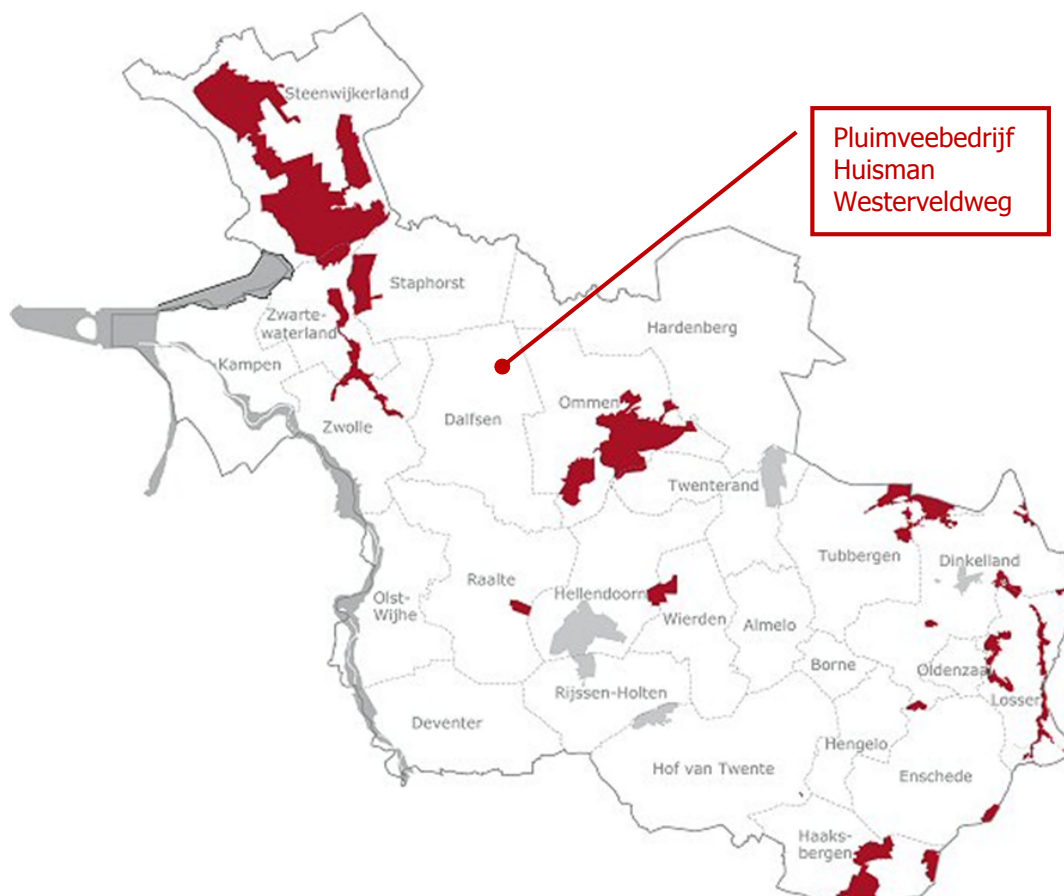 Steenwijkerland
Pluimveebedrijf
Huisman
Westerveldweg
Staphorst
Zwarte-
waterland
Hardenberg
Kampen
Ommen
Dalfsen
Zwolle
Twenterand
Tubbergen
Dinkelland
Raalte
Olst-
Wijhe
Hellendoorn
Wierden
Almelo
Borne
Oldenzaal
Rijssen-Holten
Losser
Deventer
Hengelo
Hof van Twente
Enschede
Haaks-
bergen